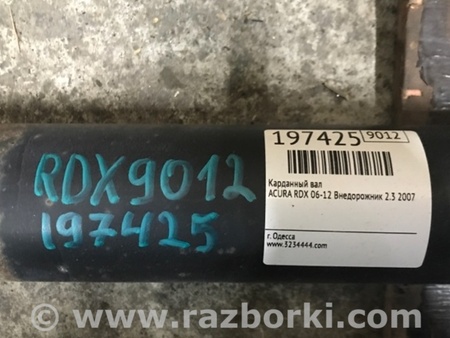 RDX9012
197425
197425 9012
Карданный вал
ACURA RDX 06-12 Внедорожник 2.3 2007
г. Одесса
www.3234444.com
www.razborki.com